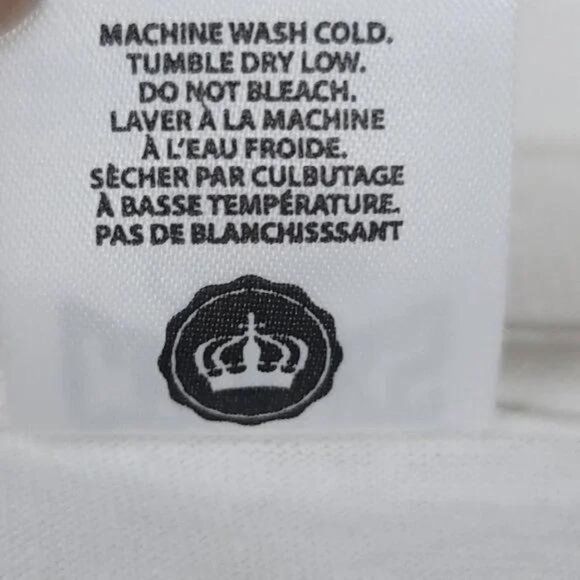 MACHINE WASH COLD.
TUMBLE DRY LOW.
DO NOT BLEACH.
LAVER À LA MACHINE
À L'EAU FROIDE.
SÈCHER PAR CULBUTAGE
À BASSE TEMPÉRATURE.
PAS DE BLANCHISSSANT